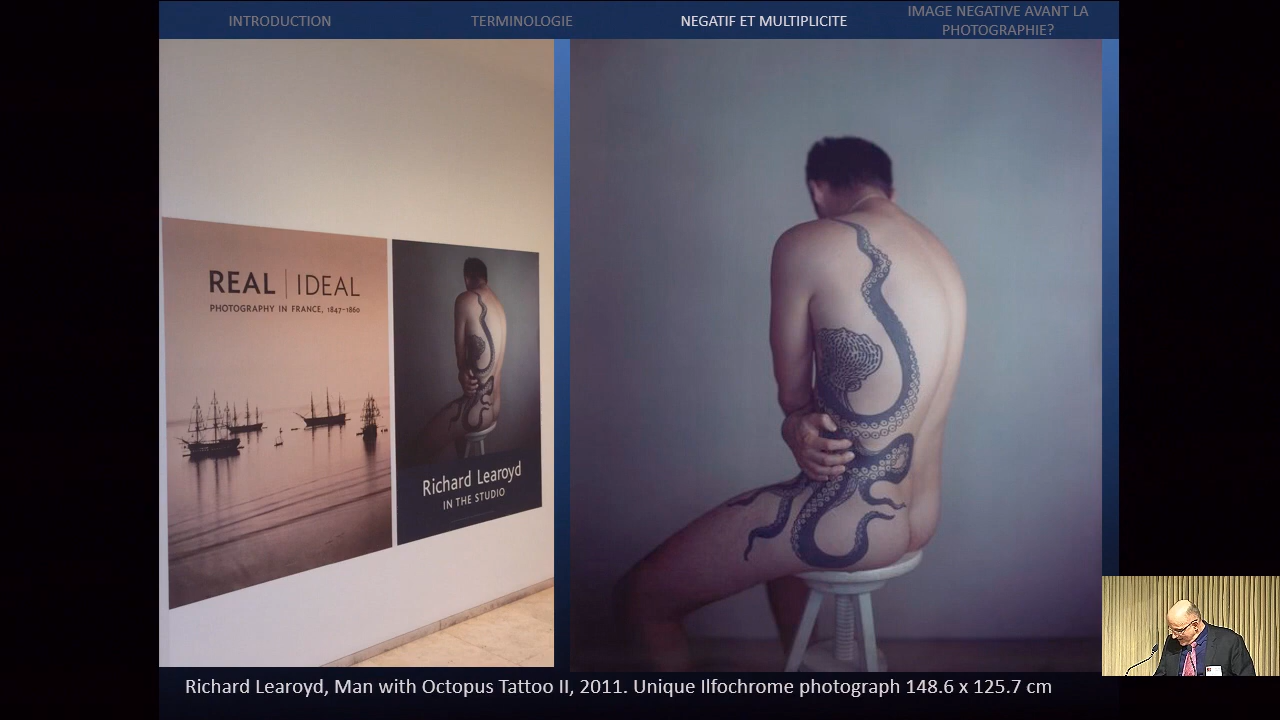 INTRODUCTION
TERMINOLOGIE
NEGATIF ET MULTIPLICITE
IMAGE NEGATIVE AVANT LA
PHOTOGRAPHIE?
REAL | IDEAL
PHOTOGRAPHY IN FRANCE, 1847–1860
Richard Learoyd
IN THE STUDIO
Richard Learoyd, Man with Octopus Tattoo II, 2011. Unique Ilfochrome photograph 148.6 x 125.7 cm